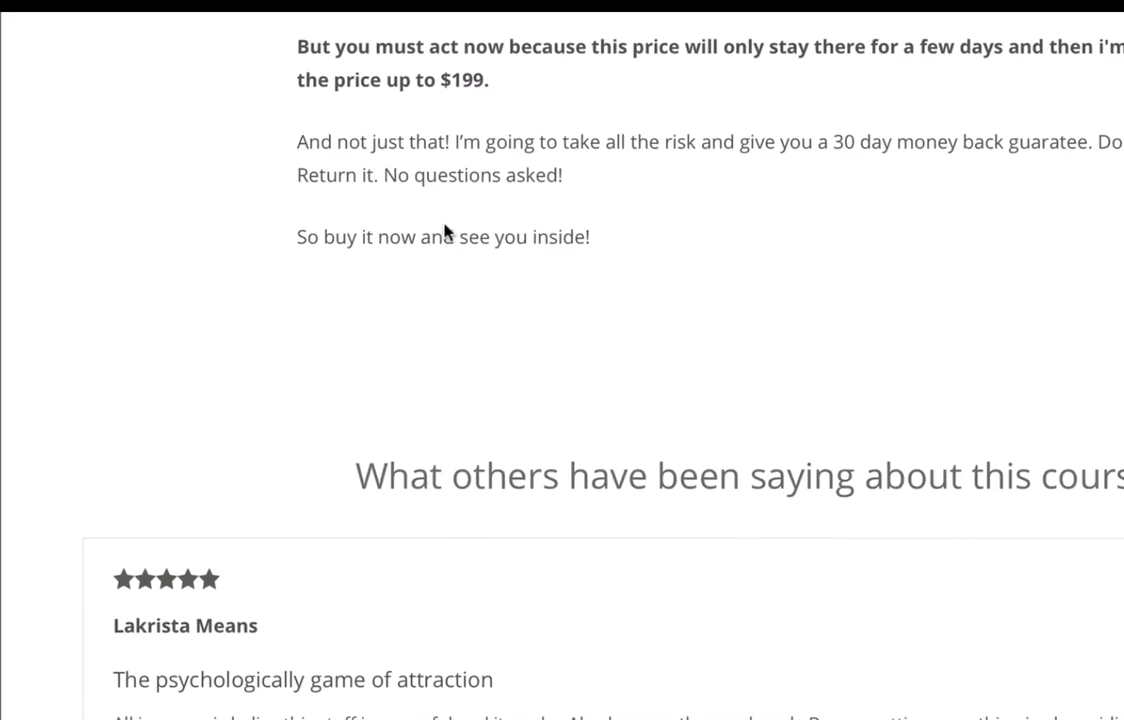 But you must act now because this price will only stay there for a few days and then i'm
the price up to $199.
And not just that! I’m going to take all the risk and give you a 30 day money back guaratee. Do
Return it. No questions asked!
So buy it now and see you inside!
What others have been saying about this cours
Lakrista Means
The psychologically game of attraction